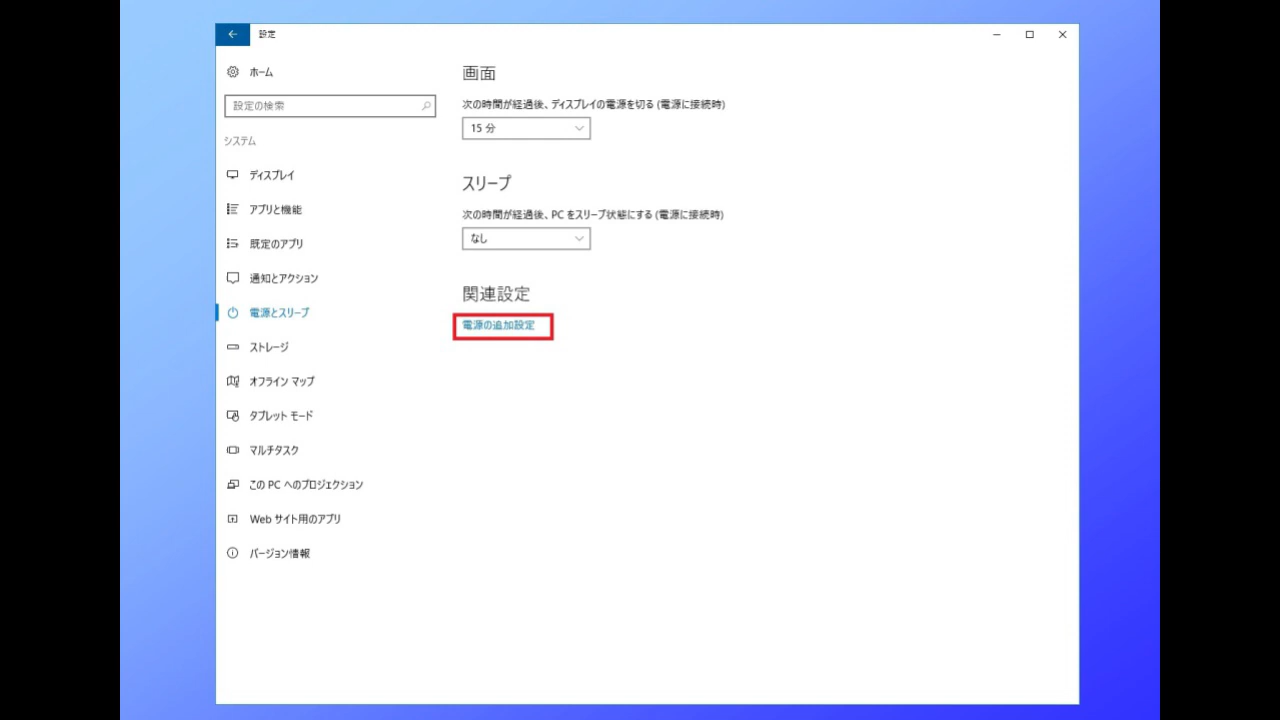 設定
ホーム
設定の検索
システム
ディスプレイ
アプリと機能
既定のアプリ
通知とアクション
電源とスリープ
ストレージ
オフライン マップ
タブレット モード
マルチタスク
この PC へのプロジェクション
Web サイト用のアプリ
バージョン情報
画面
次の時間が経過後、ディスプレイの電源を切る (電源に接続時)
15 分
スリープ
次の時間が経過後、PC をスリープ状態にする (電源に接続時)
なし
関連設定
電源の追加設定